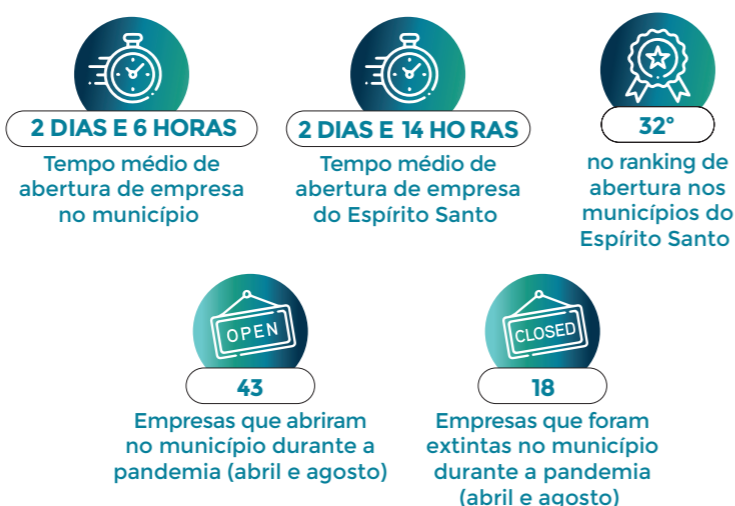 2 DIAS E 6 HORAS
Tempo médio de
abertura de empresa
no município
2 DIAS E 14 HO RAS
Tempo médio de
abertura de empresa
do Espírito Santo
32°
no ranking de
abertura nos
municípios do
Espírito Santo
OPEN
43
Empresas que abriram
no município durante a
pandemia (abril e agosto)
CLOSED
18
Empresas que foram
extintas no município
durante a pandemia
(abril e agosto)